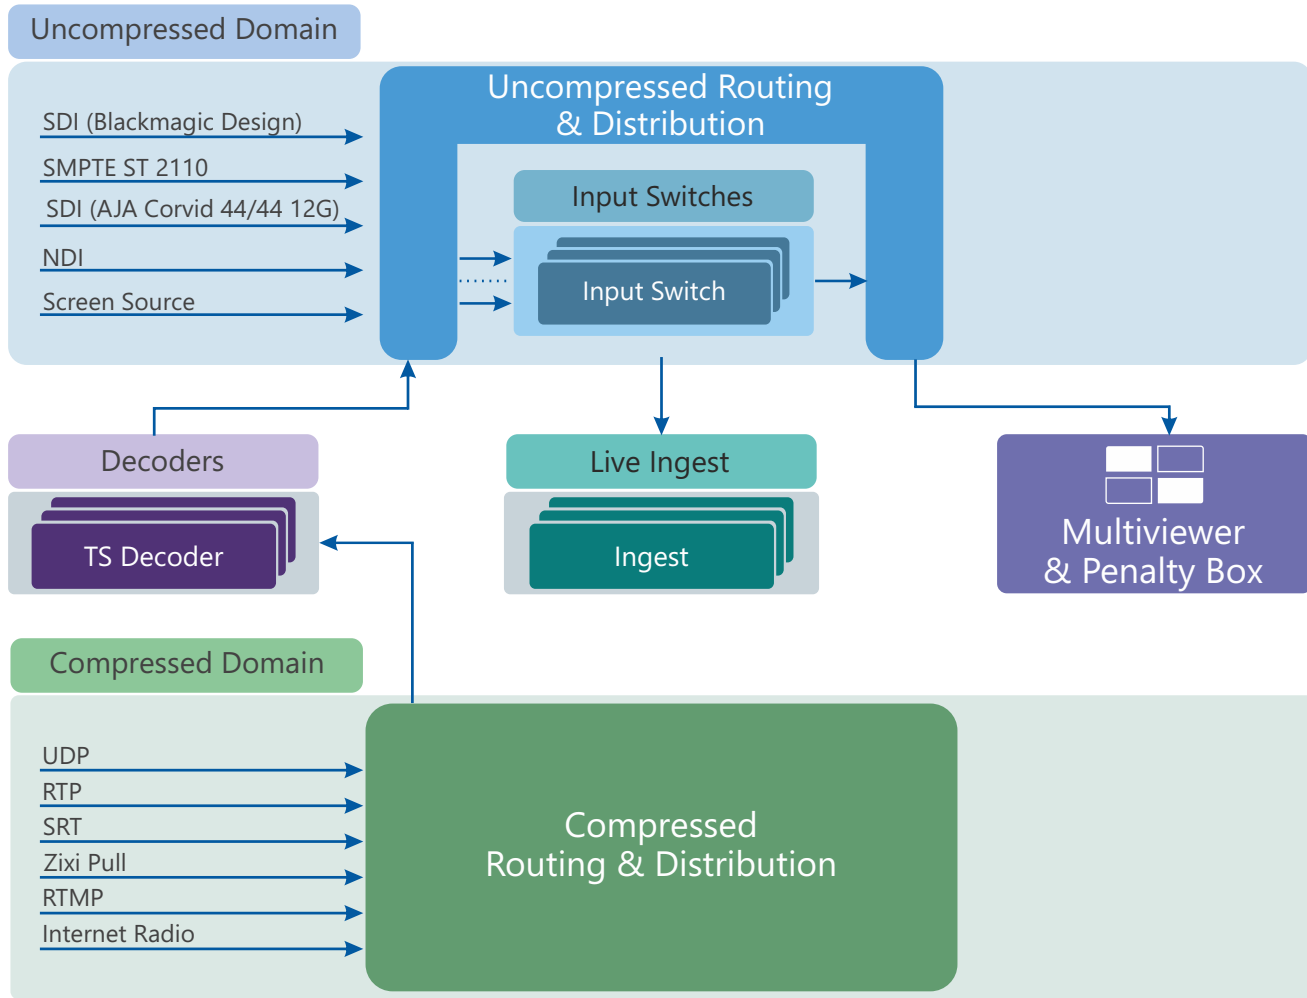 Uncompressed Domain
Uncompressed Routing
& Distribution
SDI (Blackmagic Design)
SMPTE ST 2110
SDI (AJA Corvid 44/44 12G)
NDI
Screen Source
Input Switches
Input Switch
Decoders
TS Decoder
Live Ingest
Ingest
Multiviewer
& Penalty Box
Compressed Domain
UDP
RTP
SRT
Zixi Pull
RTMP
Internet Radio
Compressed
Routing & Distribution